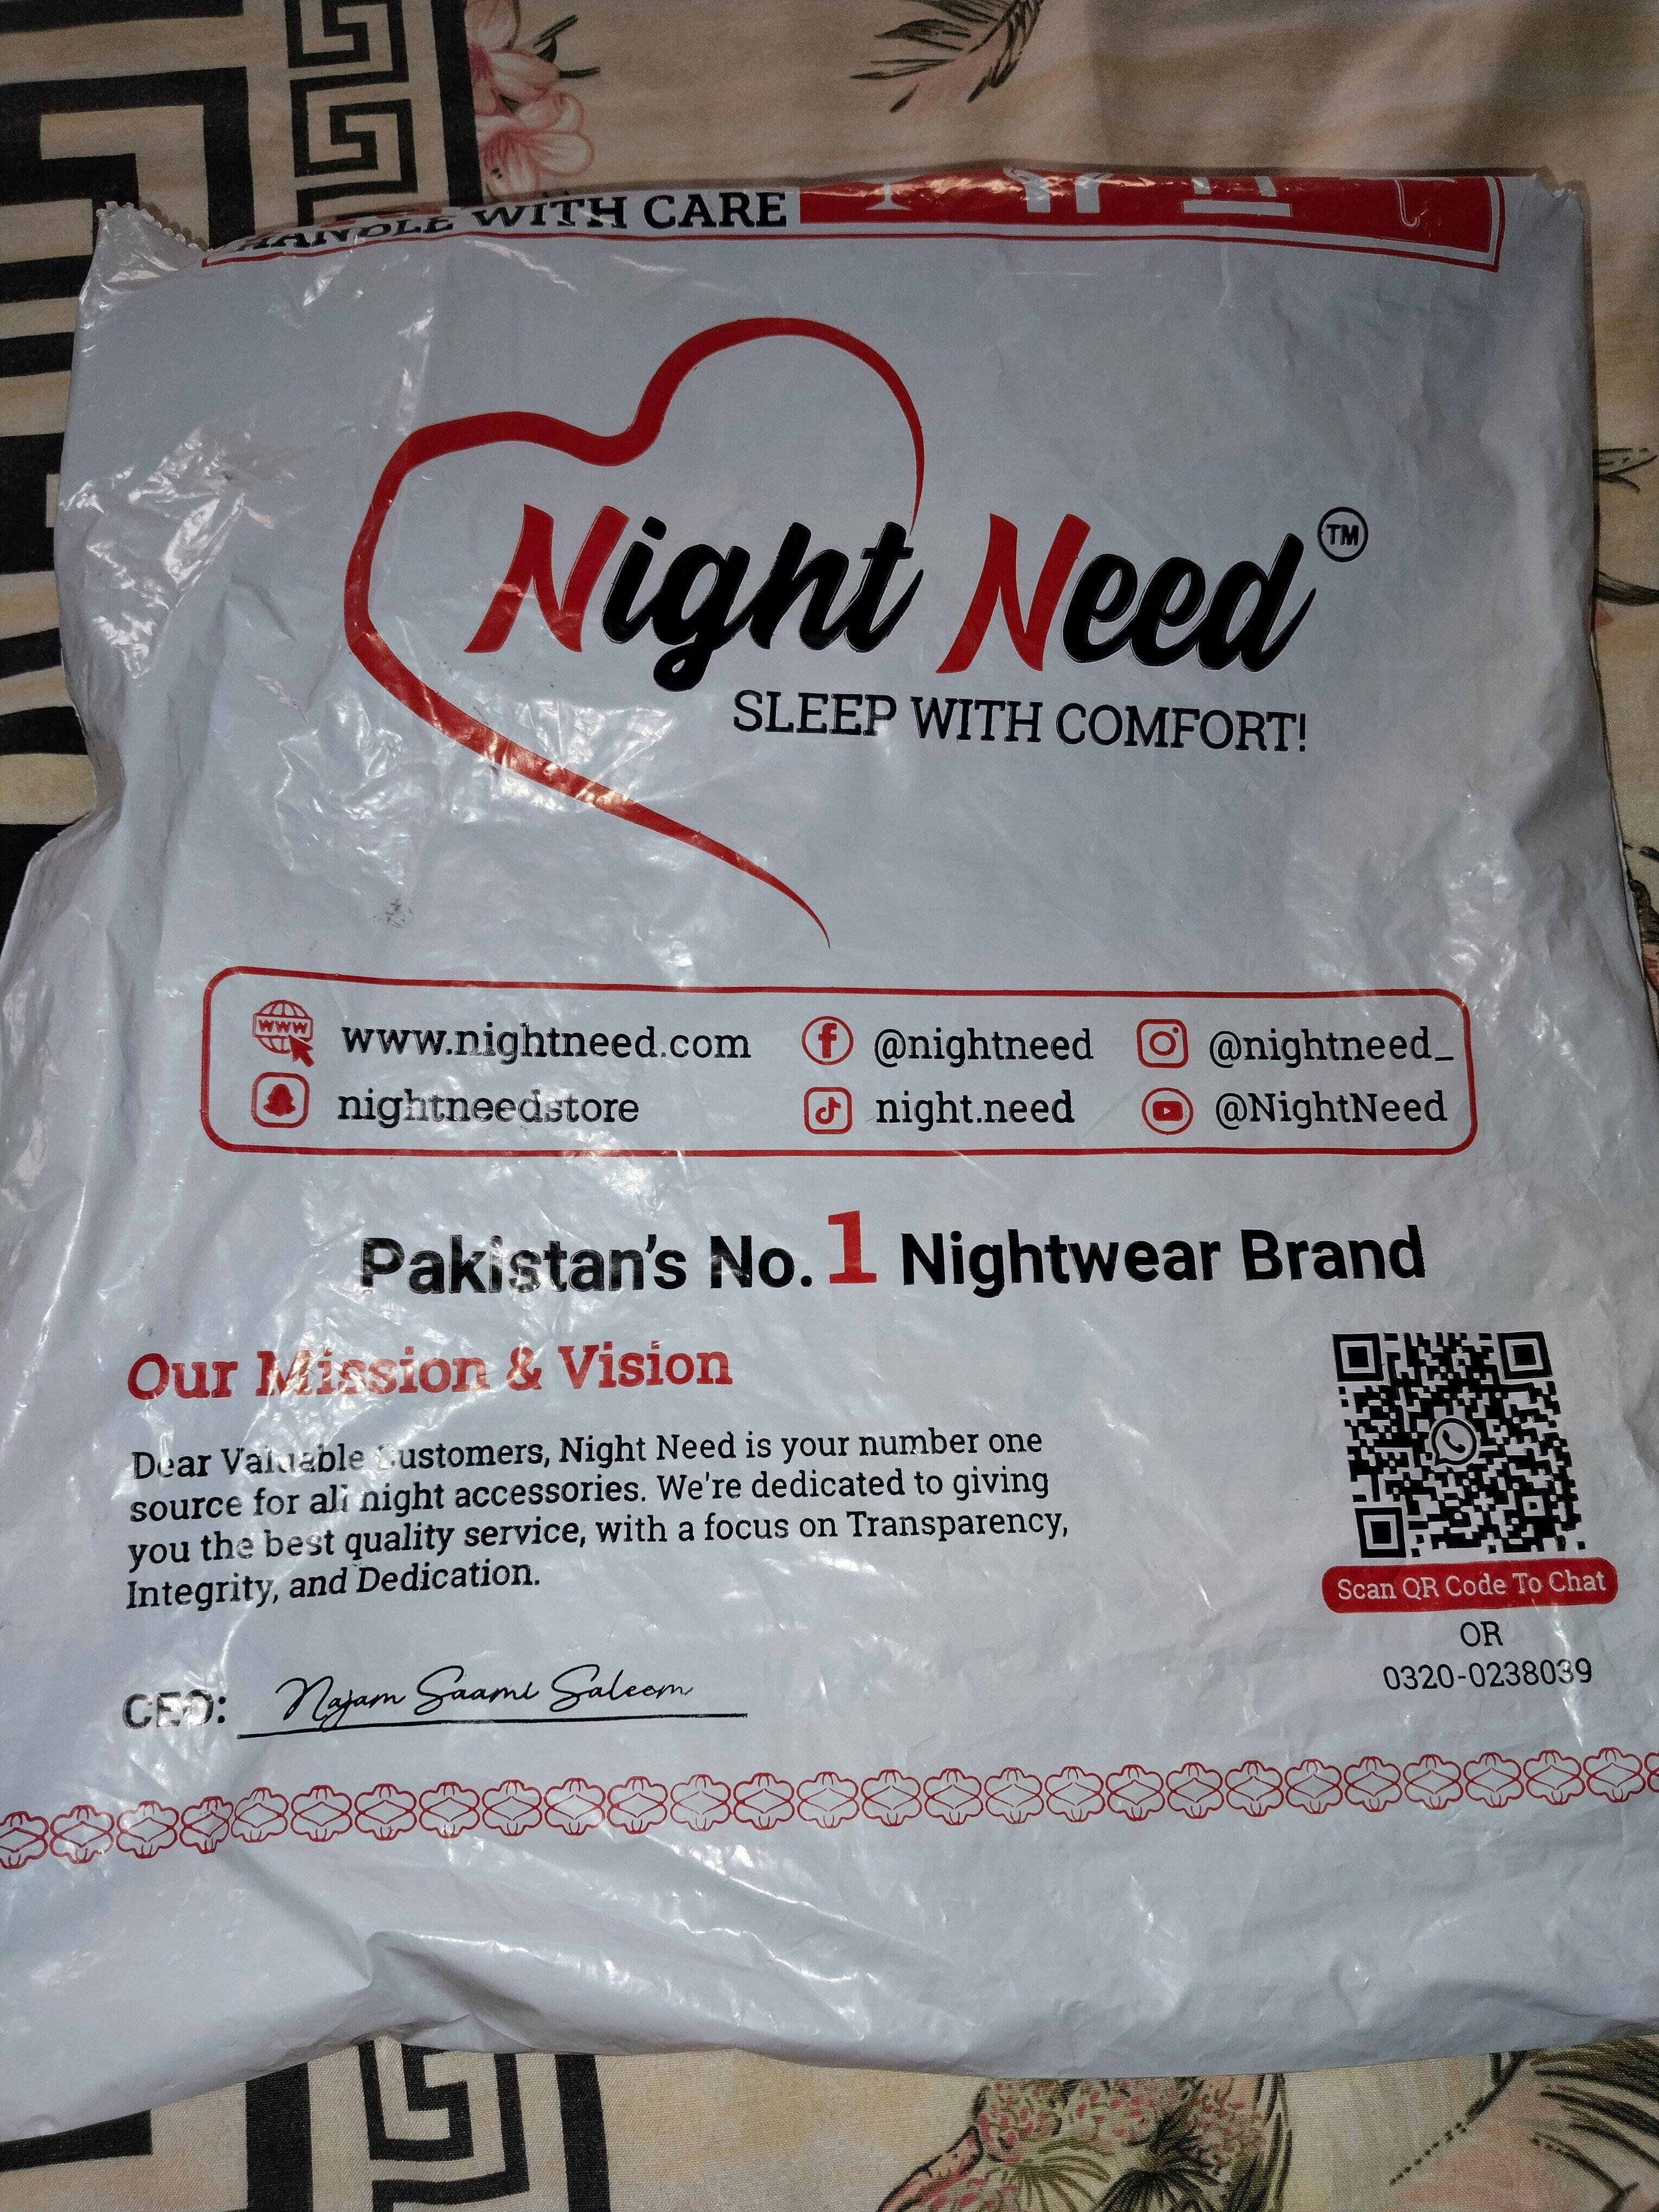 HANDLE WITH CARE
Night Need TM
SLEEP WITH COMFORT!
www www.nightneed.com @nightneed @nightneed_
nightneedstore night.need @NightNeed
Pakistan's No.1 Nightwear Brand
Our Mission & Vision
Dear Valuable Customers, Night Need is your number one
source for all night accessories. We're dedicated to giving
you the best quality service, with a focus on Transparency,
Integrity, and Dedication.
CEO: Najam Saami Saleem
Scan QR Code To Chat
OR
0320-0238039